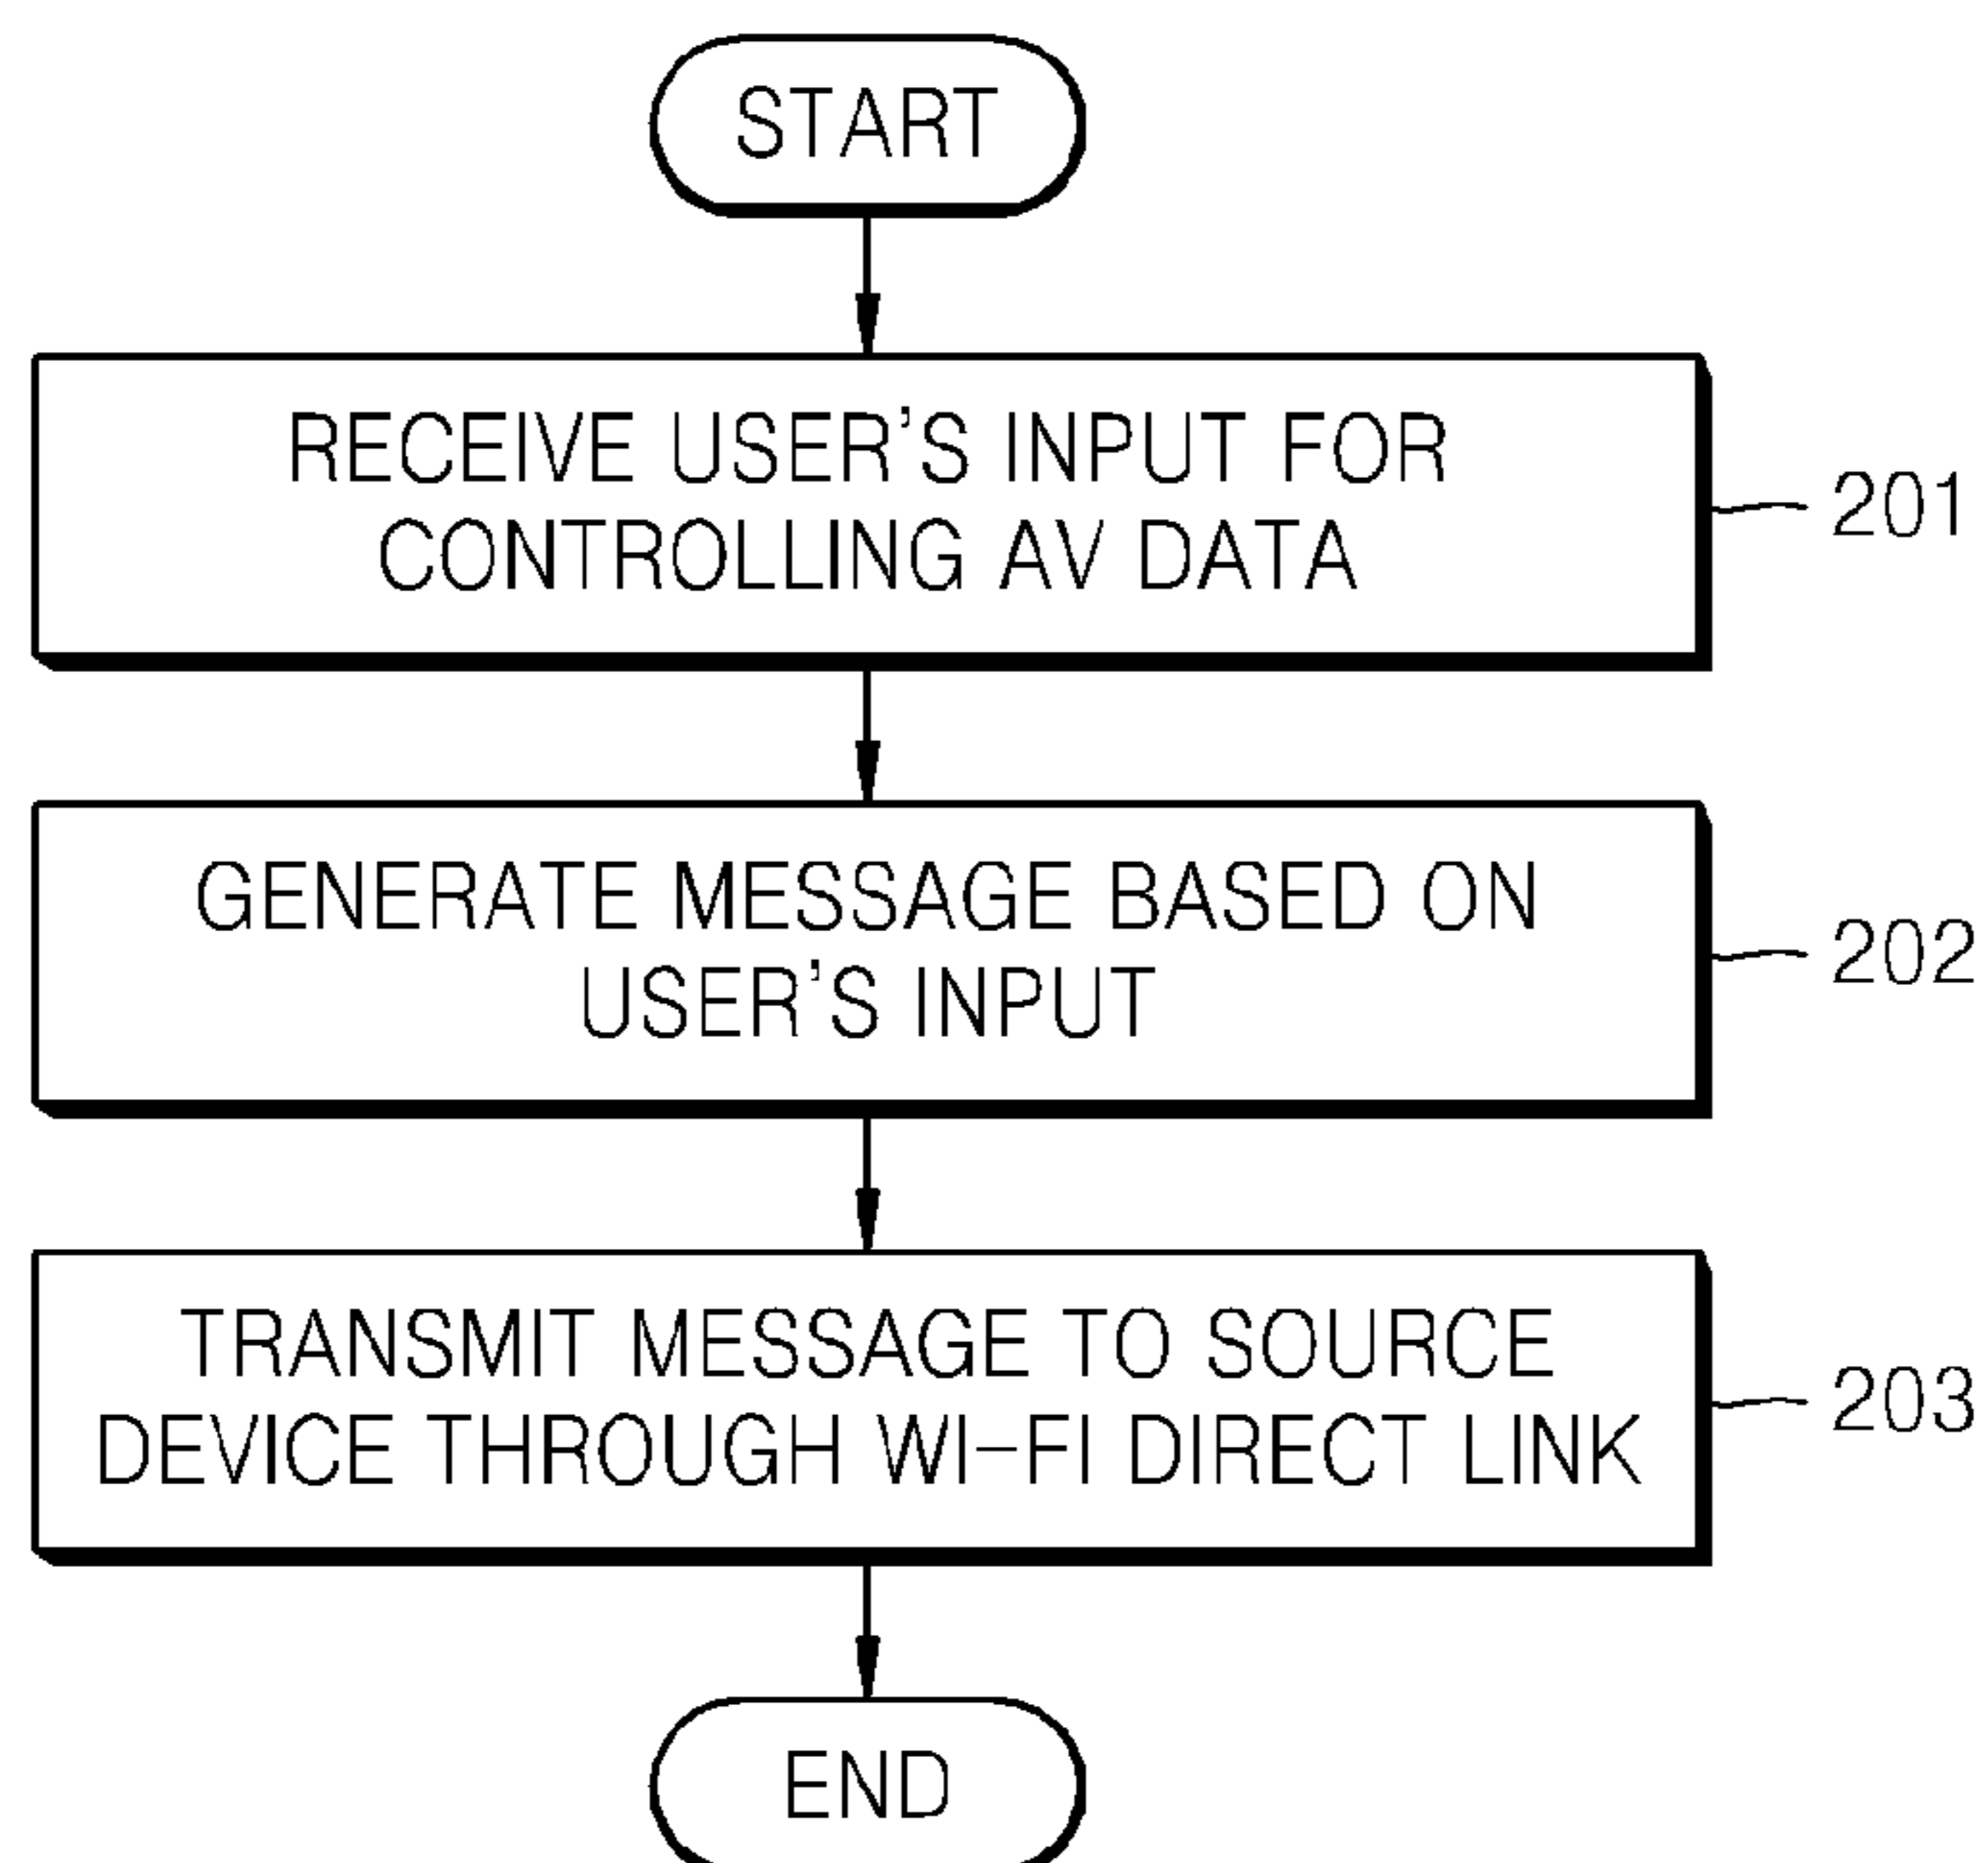 START
RECEIVE USER'S INPUT FOR
CONTROLLING AV DATA
201
GENERATE MESSAGE BASED ON
USER'S INPUT
202
TRANSMIT MESSAGE TO SOURCE
DEVICE THROUGH WI-FI DIRECT LINK
203
END